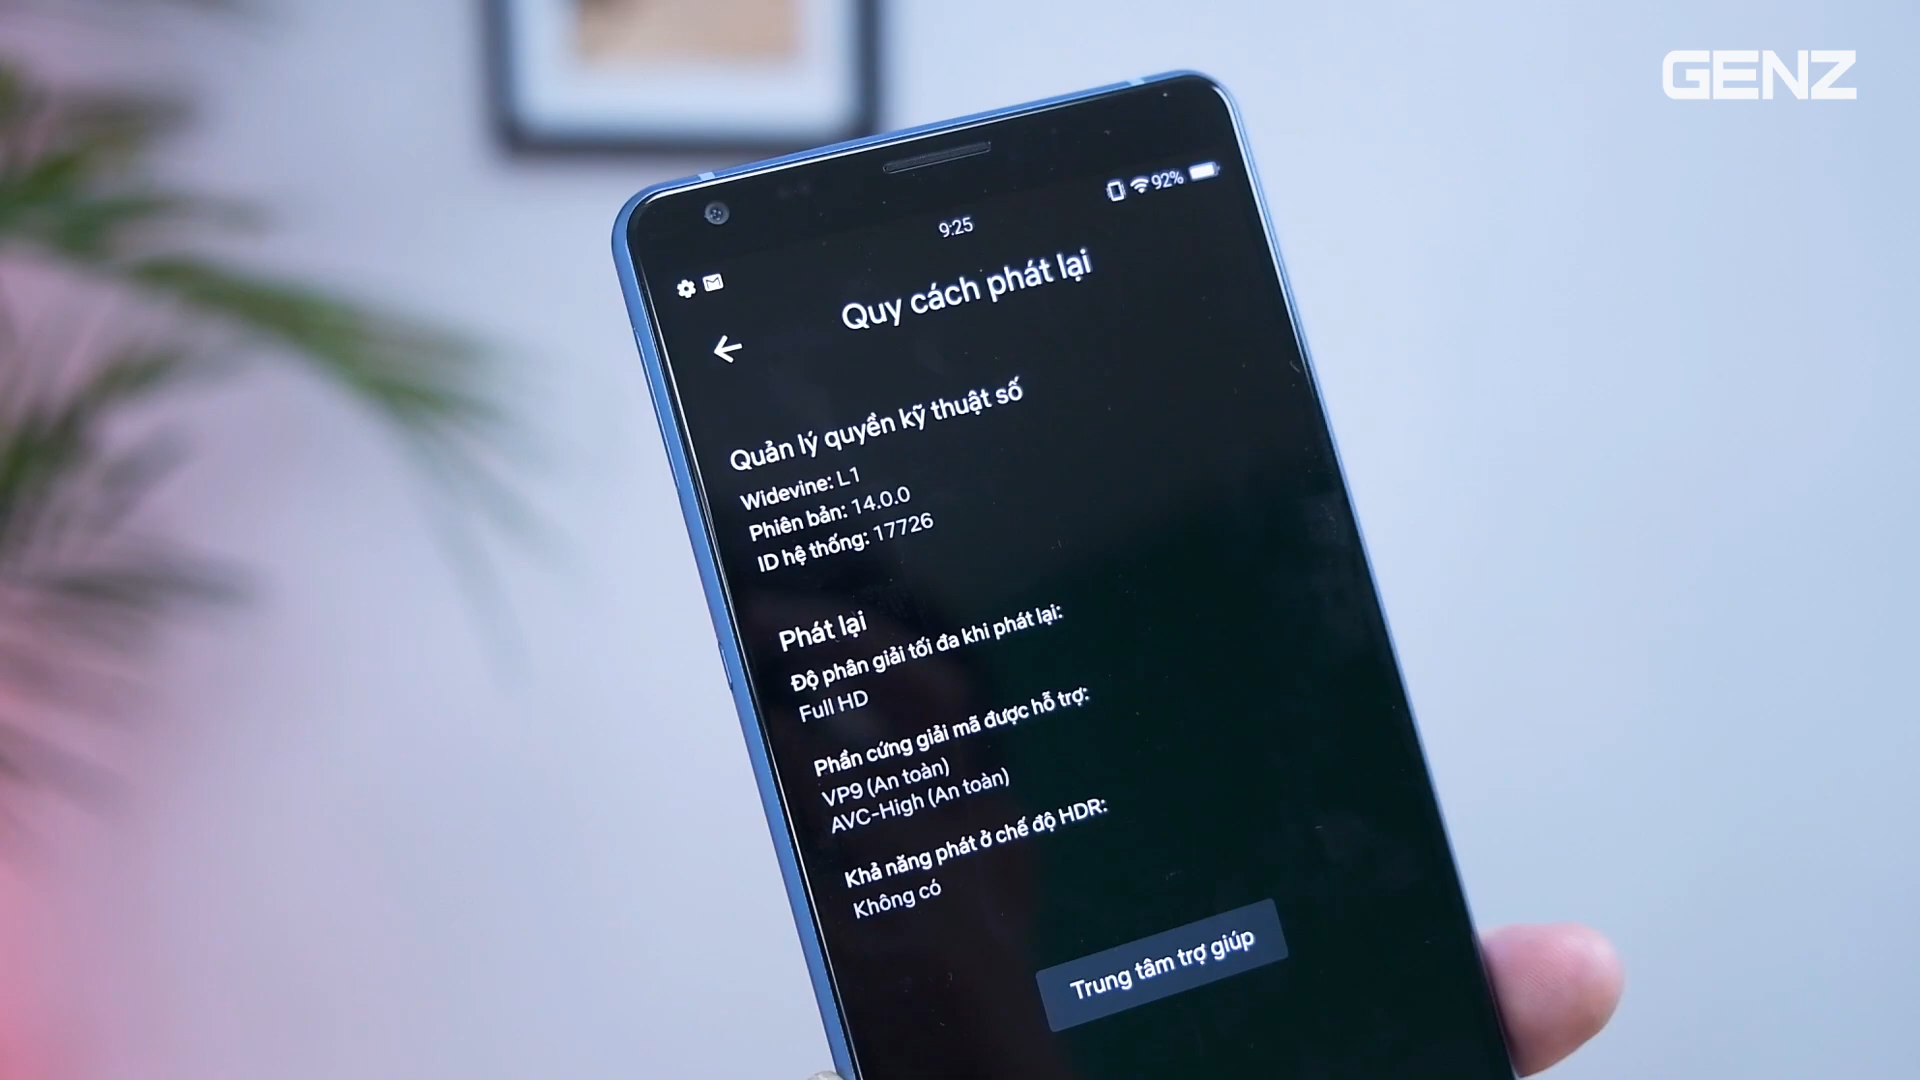 GENZ
92%
9:25
Quy cách phát lại
Quản lý quyền kỹ thuật số
Widevine: L1
Phiên bản: 14.0.0
ID hệ thống: 17726
Phát lại
Độ phân giải tối đa khi phát lại:
Full HD
Phần cứng giải mã được hỗ trợ:
VP9 (An toàn)
AVC-High (An toàn)
Khả năng phát ở chế độ HDR:
Không có
Trung tâm trợ giúp